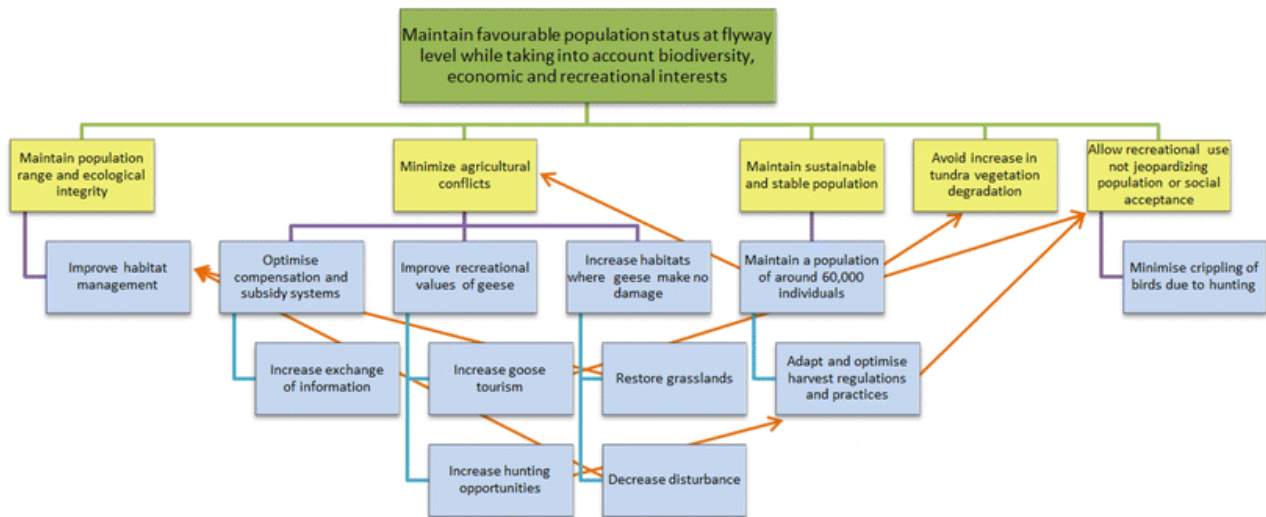 Maintain favourable population status at flyway
level while taking into account biodiversity,
economic and recreational interests
Maintain population
range and ecological
integrity
Minimize agricultural
conflicts
Maintain sustainable
and stable population
Avoid increase in
tundra vegetation
degradation
Allow recreational use
not jeopardizing
population or social
acceptance
Improve habitat
management
Optimise
compensation and
subsidy systems
Improve recreational
values of geese
Increase habitats
where geese make no
damage
Maintain a population
of around 60,000
individuals
Minimise crippling of
birds due to hunting
Increase exchange
of information
Increase goose
tourism
Restore grasslands
Adapt and optimise
harvest regulations
and practices
Increase hunting
opportunities
Decrease disturbance